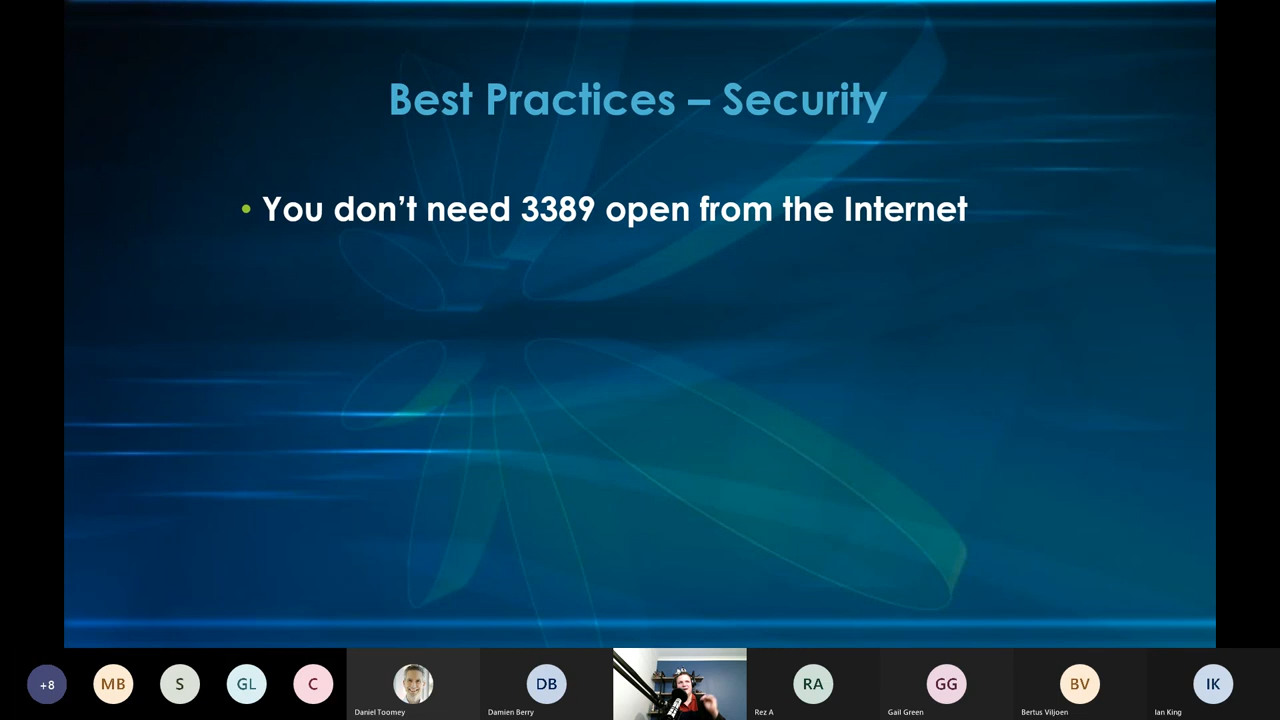 Best Practices – Security
• You don't need 3389 open from the Internet
+8
MB
S
GL
C
DB
RA
GG
BV
IK
Daniel Toomey
Damien Berry
Rez A
Gail Green
Bertus Viljoen
Ian King